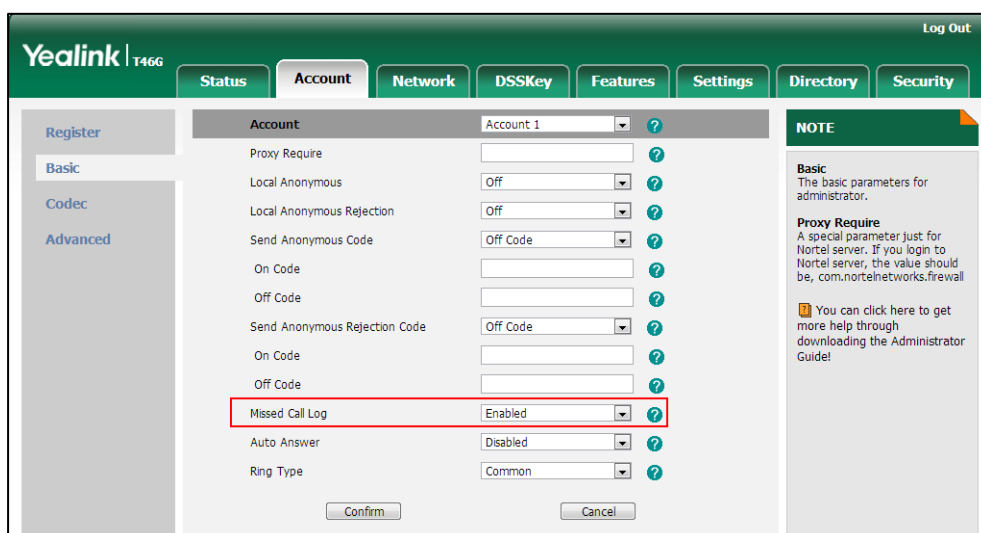 Log Out
Yealink | T46G
Status Account Network DSSKey Features Settings Directory Security
Register
Basic
Codec
Advanced
Account Account 1 ?
Proxy Require ?
Local Anonymous Off ?
Local Anonymous Rejection Off ?
Send Anonymous Code Off Code ?
On Code ?
Off Code ?
Send Anonymous Rejection Code Off Code ?
On Code ?
Off Code ?
Missed Call Log Enabled ?
Auto Answer Disabled ?
Ring Type Common ?
Confirm Cancel
NOTE
Basic
The basic parameters for
administrator.
Proxy Require
A special parameter just for
Nortel server. If you login to
Nortel server, the value should
be, com.nortelnetworks.firewall
? You can click here to get
more help through
downloading the Administrator
Guide!